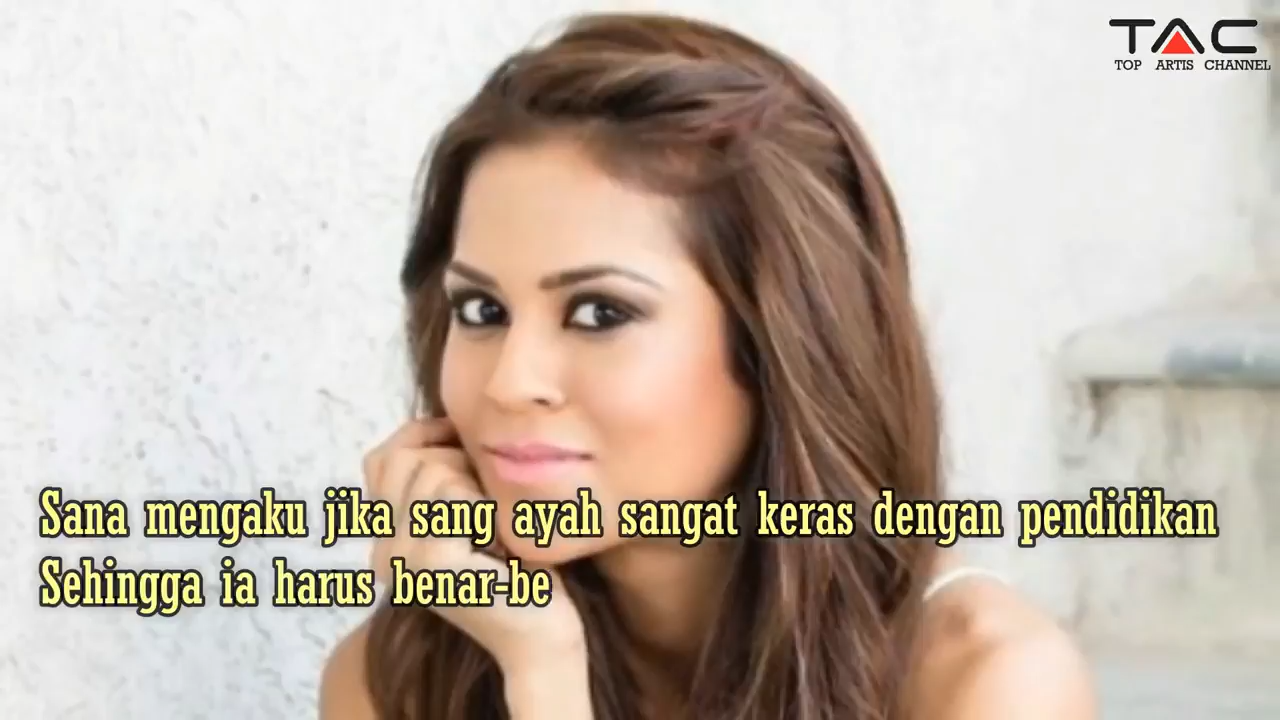 TAC
TOP ARTIS CHANNEL
Sana mengaku jika sang ayah sangat keras dengan pendidikan
Sehingga ia harus benar-be